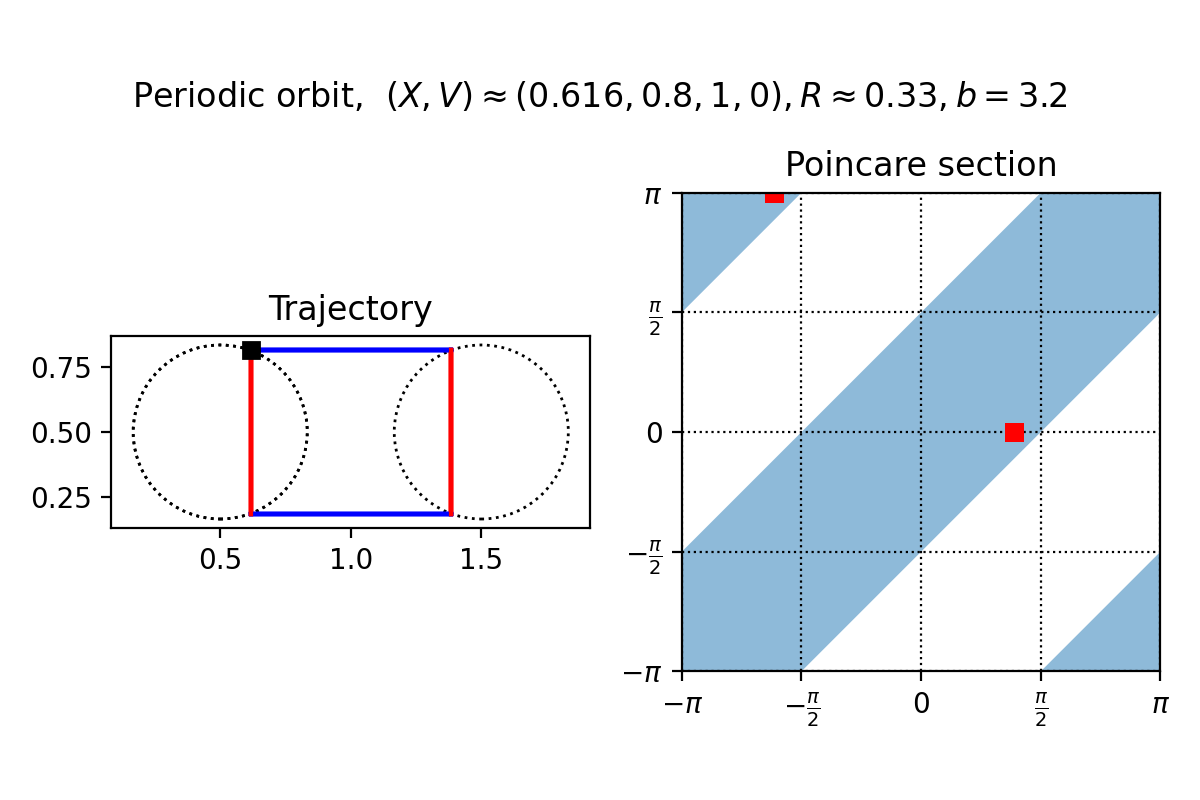 Periodic orbit, (X, V) ≈ (0.616, 0.8, 1, 0), R ≈ 0.33, b = 3.2
Trajectory
0.75
0.50
0.25
0.5 1.0 1.5
Poincare section
π
π/2
0
−π/2
−π
−π −π/2 0 π/2 π